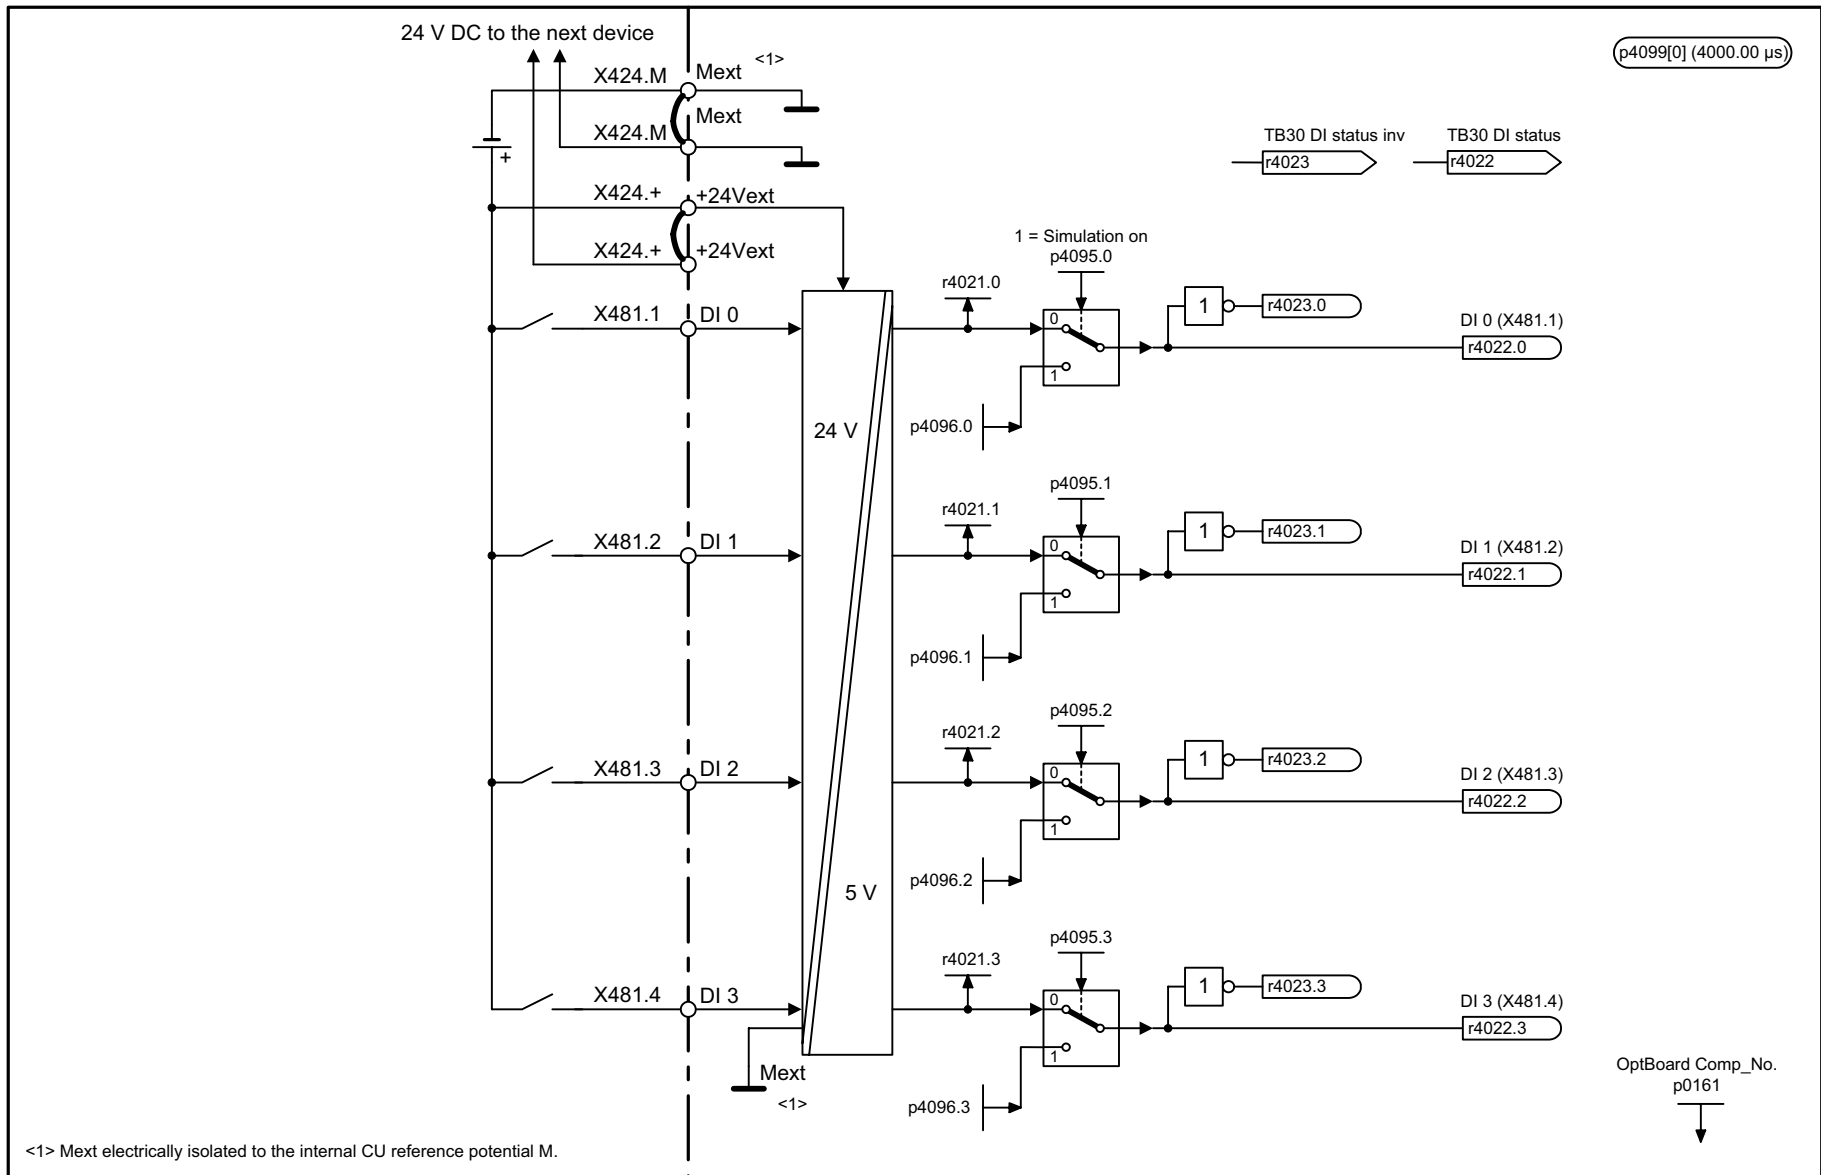 24 V DC to the next device
p4099[0] (4000.00 µs)
X424.M Mext <1>
Mext
X424.M
+
TB30 DI status inv TB30 DI status
r4023 r4022
X424.+ +24Vext
X424.+ +24Vext
1 = Simulation on
p4095.0
r4021.0
X481.1 DI 0
0
1
1
r4023.0
DI 0 (X481.1)
r4022.0
p4096.0
24 V
p4095.1
r4021.1
X481.2 DI 1
0
1
1
r4023.1
DI 1 (X481.2)
r4022.1
p4096.1
p4095.2
r4021.2
X481.3 DI 2
0
1
1
r4023.2
DI 2 (X481.3)
r4022.2
p4096.2
5 V
p4095.3
r4021.3
X481.4 DI 3
0
1
1
r4023.3
DI 3 (X481.4)
r4022.3
Mext
<1>
p4096.3
OptBoard Comp_No.
p0161
<1> Mext electrically isolated to the internal CU reference potential M.